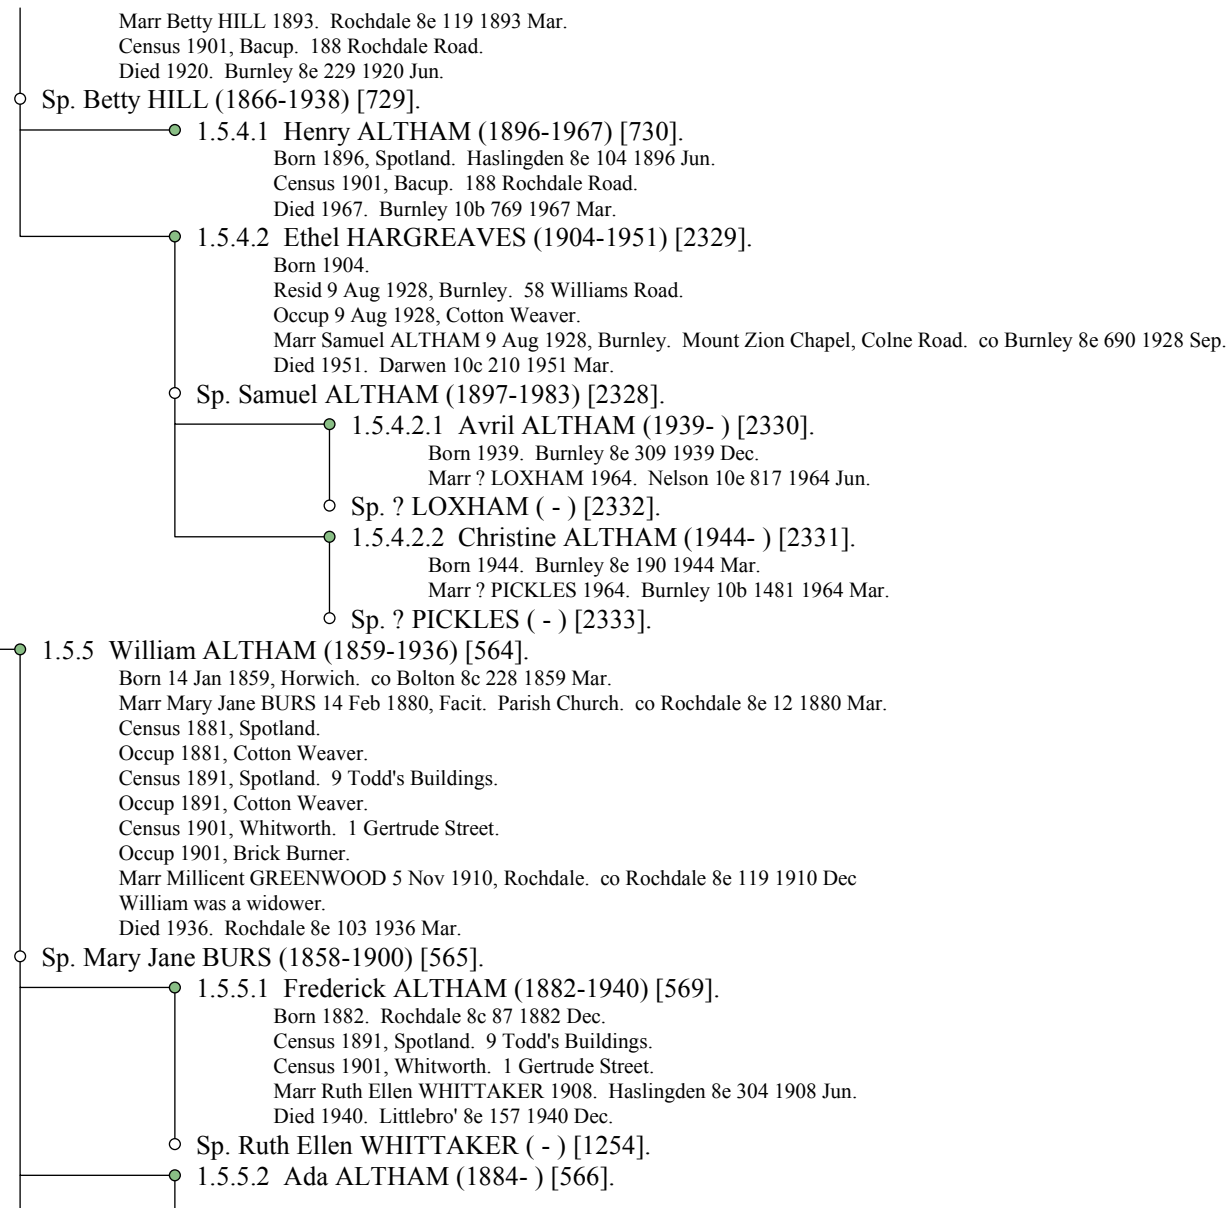 Marr Betty HILL 1893. Rochdale 8e 119 1893 Mar.
Census 1901, Bacup. 188 Rochdale Road.
Died 1920. Burnley 8e 229 1920 Jun.
Sp. Betty HILL (1866-1938) [729].
1.5.4.1 Henry ALTHAM (1896-1967) [730].
Born 1896, Spotland. Haslingden 8e 104 1896 Jun.
Census 1901, Bacup. 188 Rochdale Road.
Died 1967. Burnley 10b 769 1967 Mar.
1.5.4.2 Ethel HARGREAVES (1904-1951) [2329].
Born 1904.
Resid 9 Aug 1928, Burnley. 58 Williams Road.
Occup 9 Aug 1928, Cotton Weaver.
Marr Samuel ALTHAM 9 Aug 1928, Burnley. Mount Zion Chapel, Colne Road. co Burnley 8e 690 1928 Sep.
Died 1951. Darwen 10c 210 1951 Mar.
Sp. Samuel ALTHAM (1897-1983) [2328].
1.5.4.2.1 Avril ALTHAM (1939- ) [2330].
Born 1939. Burnley 8e 309 1939 Dec.
Marr ? LOXHAM 1964. Nelson 10e 817 1964 Jun.
Sp. ? LOXHAM ( - ) [2332].
1.5.4.2.2 Christine ALTHAM (1944- ) [2331].
Born 1944. Burnley 8e 190 1944 Mar.
Marr ? PICKLES 1964. Burnley 10b 1481 1964 Mar.
Sp. ? PICKLES ( - ) [2333].
1.5.5 William ALTHAM (1859-1936) [564].
Born 14 Jan 1859, Horwich. co Bolton 8c 228 1859 Mar.
Marr Mary Jane BURS 14 Feb 1880, Facit. Parish Church. co Rochdale 8e 12 1880 Mar.
Census 1881, Spotland.
Occup 1881, Cotton Weaver.
Census 1891, Spotland. 9 Todd's Buildings.
Occup 1891, Cotton Weaver.
Census 1901, Whitworth. 1 Gertrude Street.
Occup 1901, Brick Burner.
Marr Millicent GREENWOOD 5 Nov 1910, Rochdale. co Rochdale 8e 119 1910 Dec
William was a widower.
Died 1936. Rochdale 8e 103 1936 Mar.
Sp. Mary Jane BURS (1858-1900) [565].
1.5.5.1 Frederick ALTHAM (1882-1940) [569].
Born 1882. Rochdale 8c 87 1882 Dec.
Census 1891, Spotland. 9 Todd's Buildings.
Census 1901, Whitworth. 1 Gertrude Street.
Marr Ruth Ellen WHITTAKER 1908. Haslingden 8e 304 1908 Jun.
Died 1940. Littlebro' 8e 157 1940 Dec.
Sp. Ruth Ellen WHITTAKER ( - ) [1254].
1.5.5.2 Ada ALTHAM (1884- ) [566].